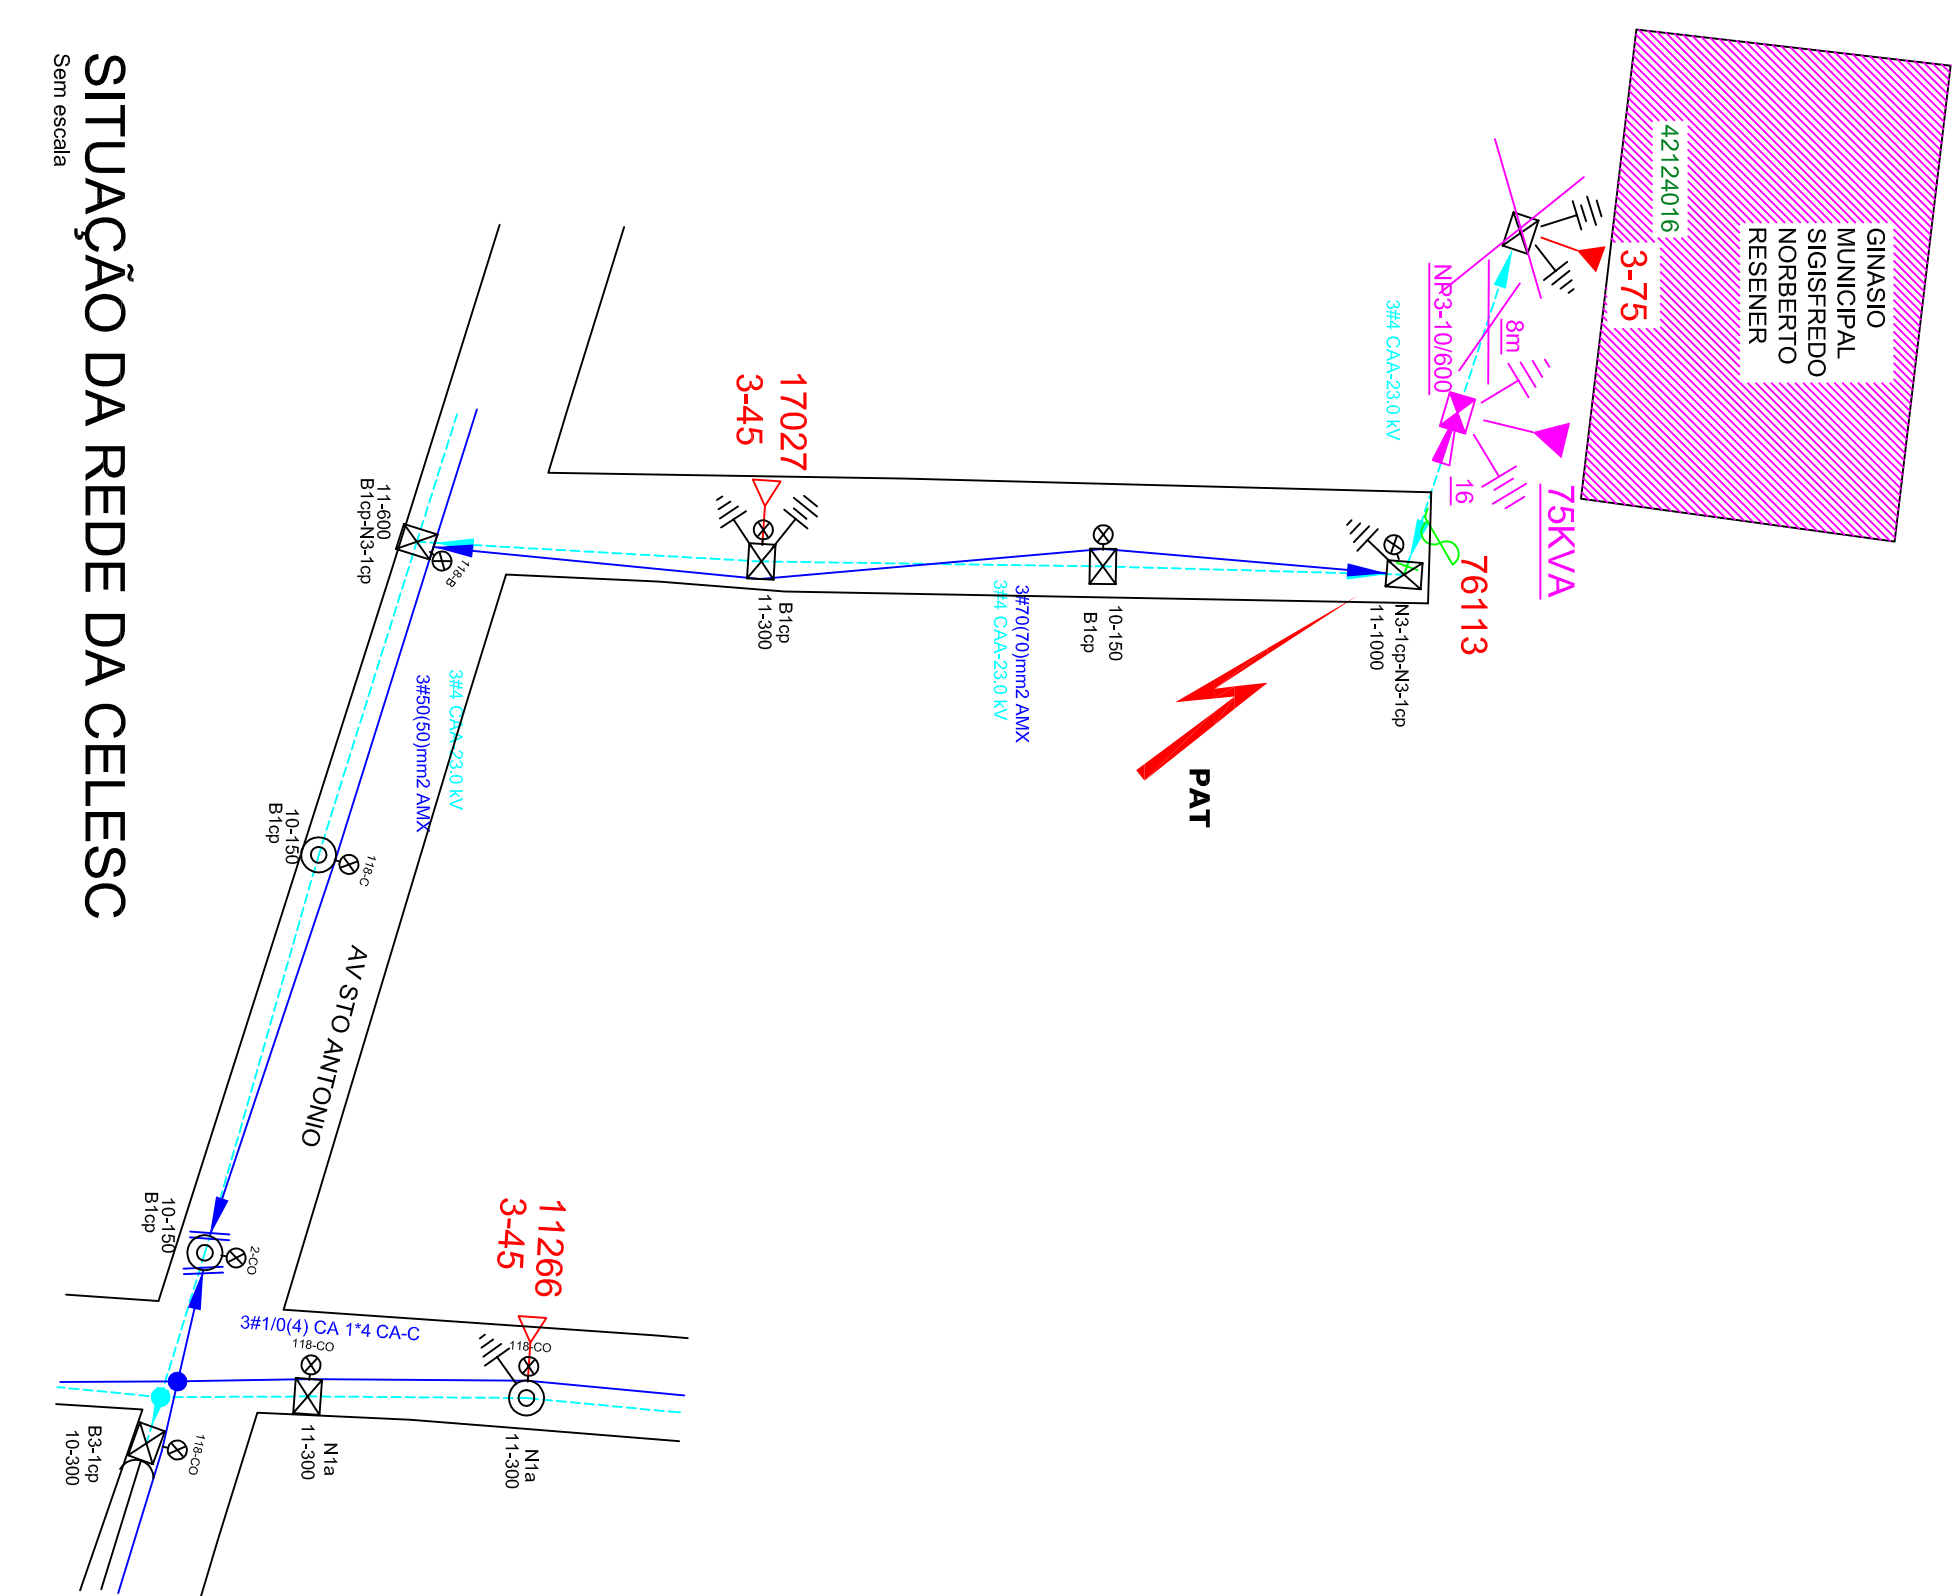 GINASIO
MUNICIPAL
SIGISFREDO
NORBERTO
RESENER
42124016
3-75
75KVA
8m
NP3-10/600
16
3#4 CAA-23.0 kV
76113
N3-1cp-N3-1cp
11-1000
PAT
10-150
B1cp
3#70(70)mm2 AMX
3#4 CAA-23.0 kV
17027
3-45
B1cp
11-300
11-600
B1cp-N3-1cp
118-B
3#4 CAA-23.0 kV
3#50(50)mm2 AMX
10-150
B1cp
118-C
AV STO ANTONIO
10-150
B1cp
2-CO
11266
3-45
3#1/0(4) CA 1*4 CA-C
118-CO
118-CO
N1a
11-300
N1a
11-300
118-CO
B3-1cp
10-300
SITUAÇÃO DA REDE DA CELESC
Sem escala